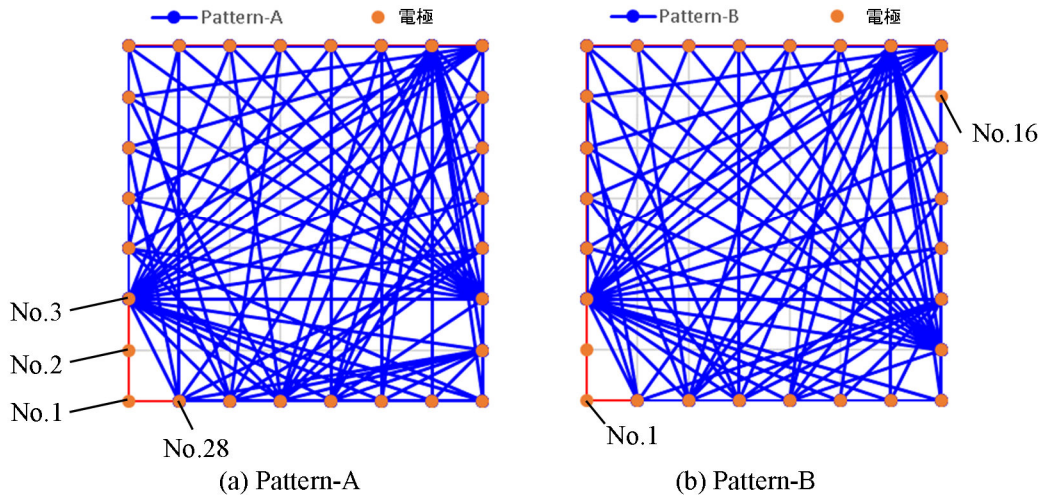 Pattern-A 電極
Pattern-B 電極
No.16
No.3
No.2
No.1
No.28
No.1
(a) Pattern-A
(b) Pattern-B